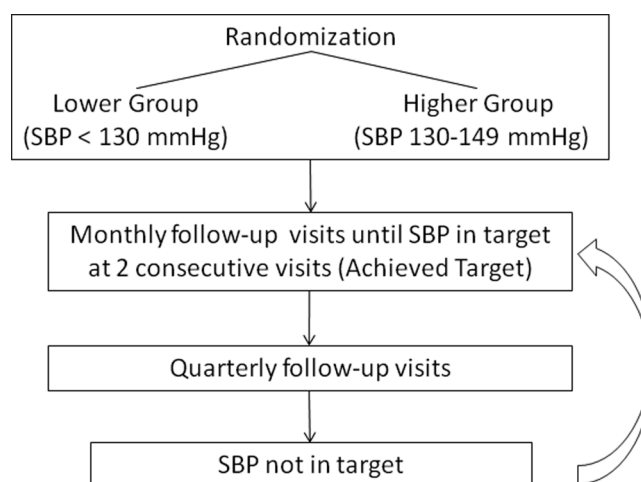 Randomization
Lower Group
(SBP < 130 mmHg)
Higher Group
(SBP 130-149 mmHg)
Monthly follow-up visits until SBP in target
at 2 consecutive visits (Achieved Target)
Quarterly follow-up visits
SBP not in target